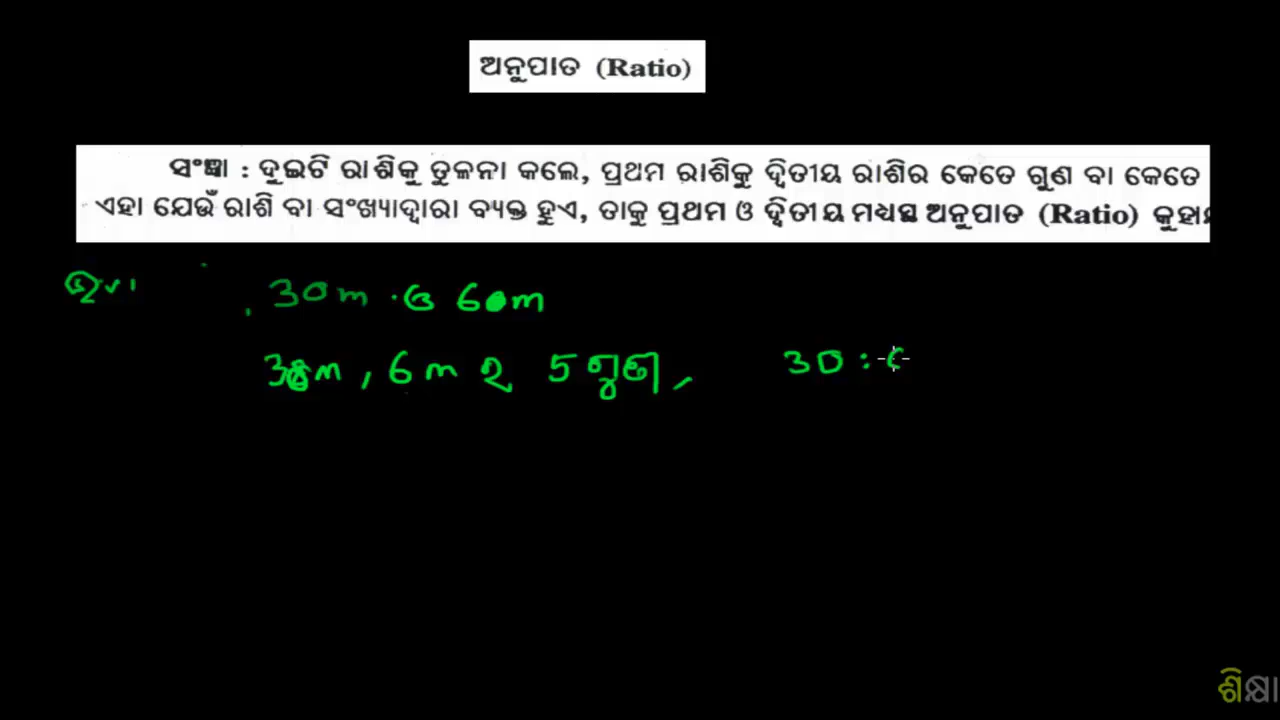 ଅନୁପାତ (Ratio)
ସଂଜ୍ଞା : ଦୁଇଟି ରାଶିକୁ ତୁଳନା କଲେ, ପ୍ରଥମ ରାଶିକୁ ଦ୍ୱିତୀୟ ରାଶିର କେତେ ଗୁଣ ବା କେତେ
ଏହା ଯେଉଁ ରାଶି ବା ସଂଖ୍ୟାଦ୍ୱାରା ବ୍ୟକ୍ତ ହୁଏ, ତାକୁ ପ୍ରଥମ ଓ ଦ୍ୱିତୀୟ ମଧ୍ୟସ୍ଥ ଅନୁପାତ (Ratio)
30m ଓ 6m
30m , 6m ର 5 ଗୁଣ , 30 :
ଶିକ୍ଷା